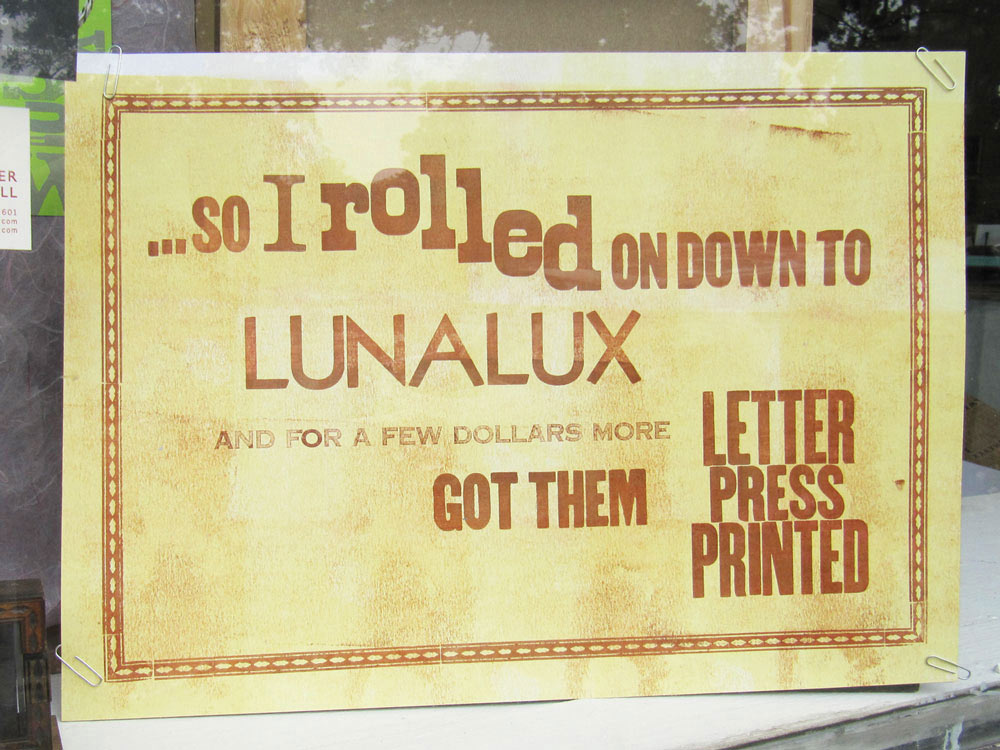 ...SO I rolled ON DOWN TO
LUNALUX
AND FOR A FEW DOLLARS MORE
GOT THEM
LETTER
PRESS
PRINTED
ER
LL
601
com
com